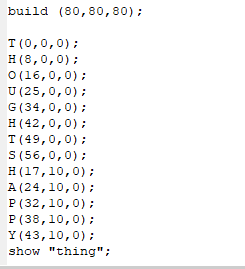 build (80,80,80);
T(0,0,0);
H(8,0,0);
O(16,0,0);
U(25,0,0);
G(34,0,0);
H(42,0,0);
T(49,0,0);
S(56,0,0);
H(17,10,0);
A(24,10,0);
P(32,10,0);
P(38,10,0);
Y(43,10,0);
show "thing";